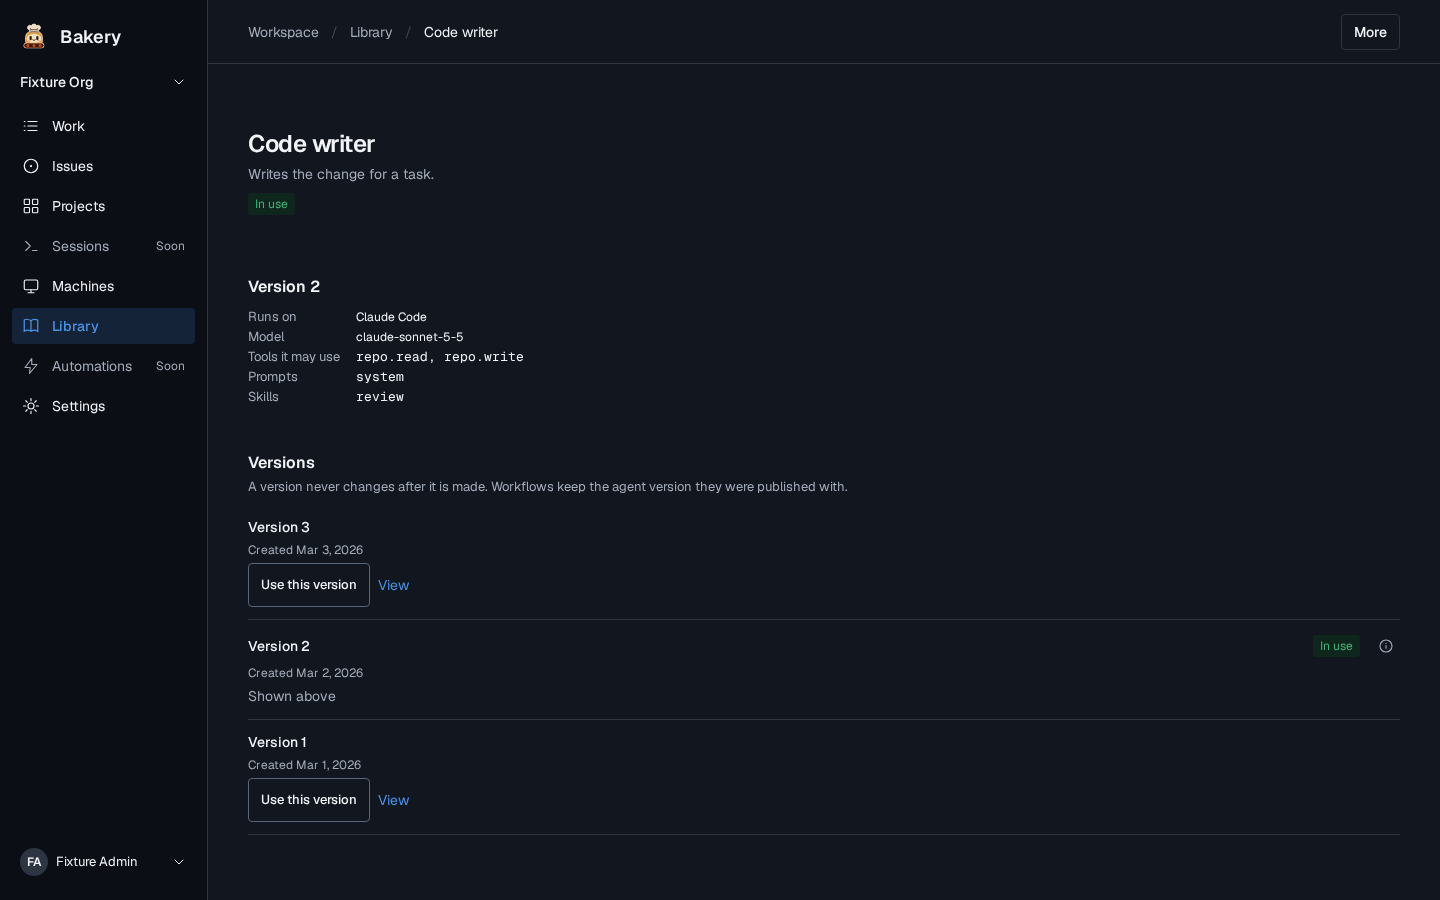 Bakery
Fixture Org
Work
Issues
Projects
Sessions Soon
Machines
Library
Automations Soon
Settings
FA Fixture Admin
Workspace / Library / Code writer
More
Code writer
Writes the change for a task.
In use
Version 2
Runs on Claude Code
Model claude-sonnet-5-5
Tools it may use repo.read, repo.write
Prompts system
Skills review
Versions
A version never changes after it is made. Workflows keep the agent version they were published with.
Version 3
Created Mar 3, 2026
Use this version View
Version 2 In use
Created Mar 2, 2026
Shown above
Version 1
Created Mar 1, 2026
Use this version View